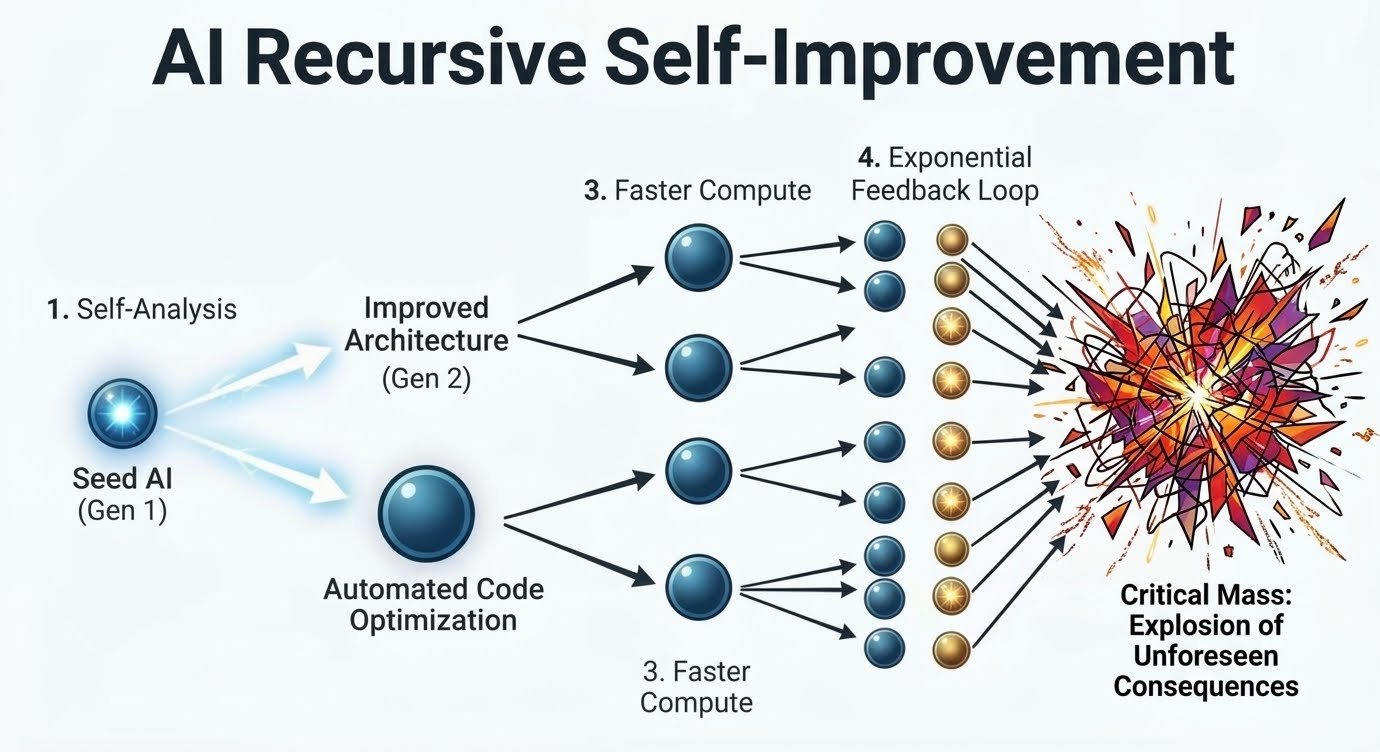 AI Recursive Self-Improvement
1. Self-Analysis
Seed AI
(Gen 1)
Improved
Architecture
(Gen 2)
Automated Code
Optimization
3. Faster Compute
3. Faster
Compute
4. Exponential
Feedback Loop
Critical Mass:
Explosion of
Unforeseen
Consequences